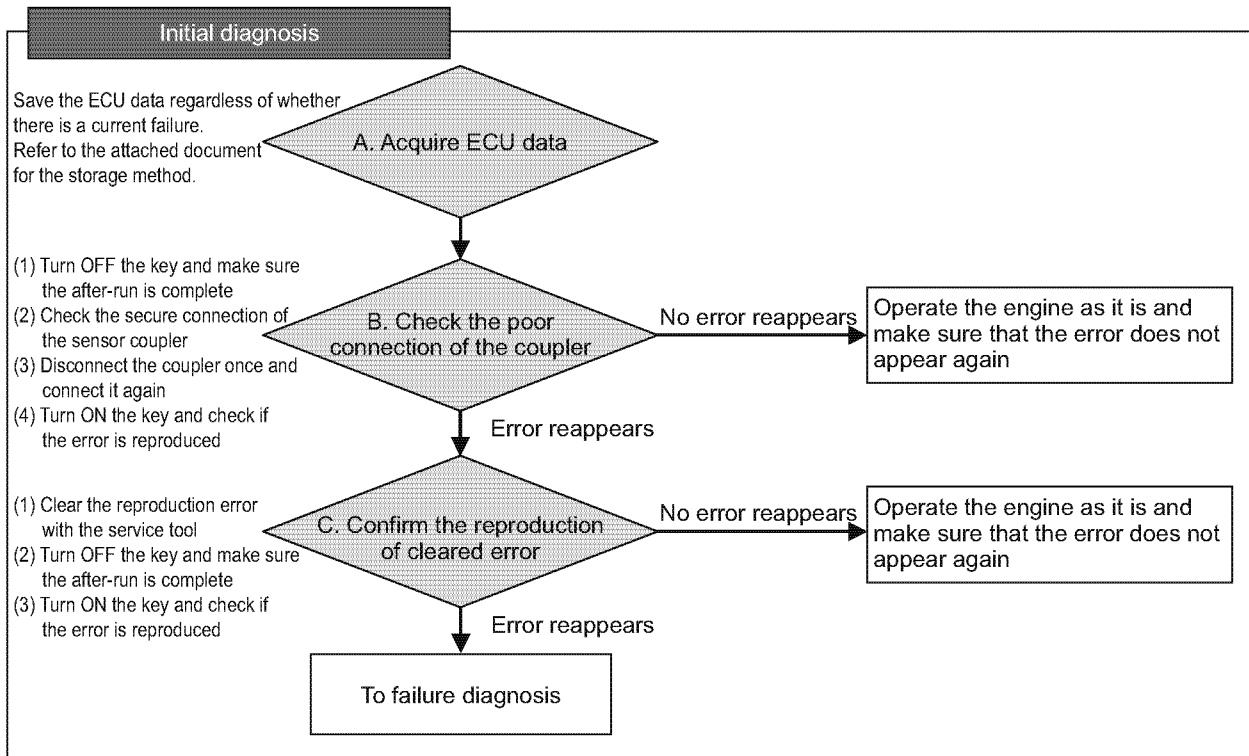 Initial diagnosis
Save the ECU data regardless of whether
there is a current failure.
Refer to the attached document
for the storage method.
A. Acquire ECU data
(1) Turn OFF the key and make sure
the after-run is complete
(2) Check the secure connection of
the sensor coupler
(3) Disconnect the coupler once and
connect it again
(4) Turn ON the key and check if
the error is reproduced
B. Check the poor
connection of the coupler
No error reappears
Operate the engine as it is and
make sure that the error does not
appear again
Error reappears
(1) Clear the reproduction error
with the service tool
(2) Turn OFF the key and make sure
the after-run is complete
(3) Turn ON the key and check if
the error is reproduced
C. Confirm the reproduction
of cleared error
No error reappears
Operate the engine as it is and
make sure that the error does not
appear again
Error reappears
To failure diagnosis